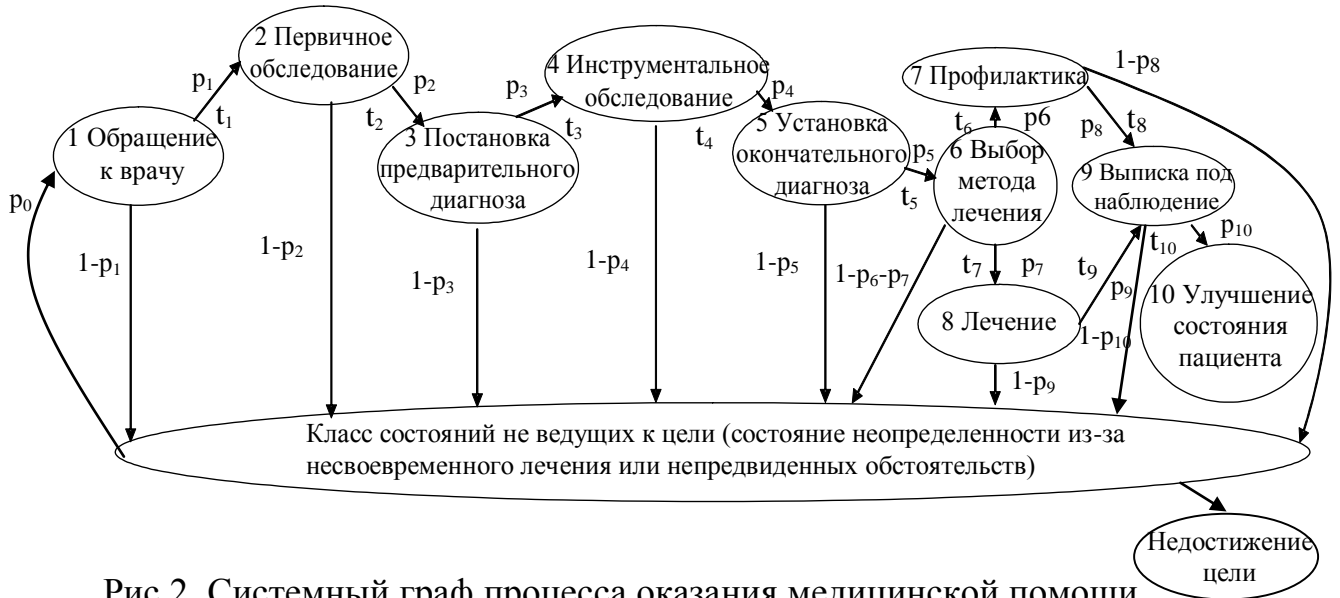 2 Первичное
обследование
p1
t1
1 Обращение
к врачу
p0
1-p1
p2
t2
1-p2
3 Постановка
предварительного
диагноза
p3
t3
1-p3
4 Инструментальное
обследование
p4
t4
1-p4
5 Установка
окончательного
диагноза
p5
t5
1-p5
6 Выбор
метода
лечения
t6
p6
1-p6-p7
7 Профилактика
1-p8
p8
t8
t7
p7
8 Лечение
t9
p9
1-p9
9 Выписка под
наблюдение
t10
p10
1-p10
10 Улучшение
состояния
пациента
Класс состояний не ведущих к цели (состояние неопределенности из-за
несвоевременного лечения или непредвиденных обстоятельств)
Недостижение
цели
Рис 2. Системный граф процесса оказания медицинской помощи